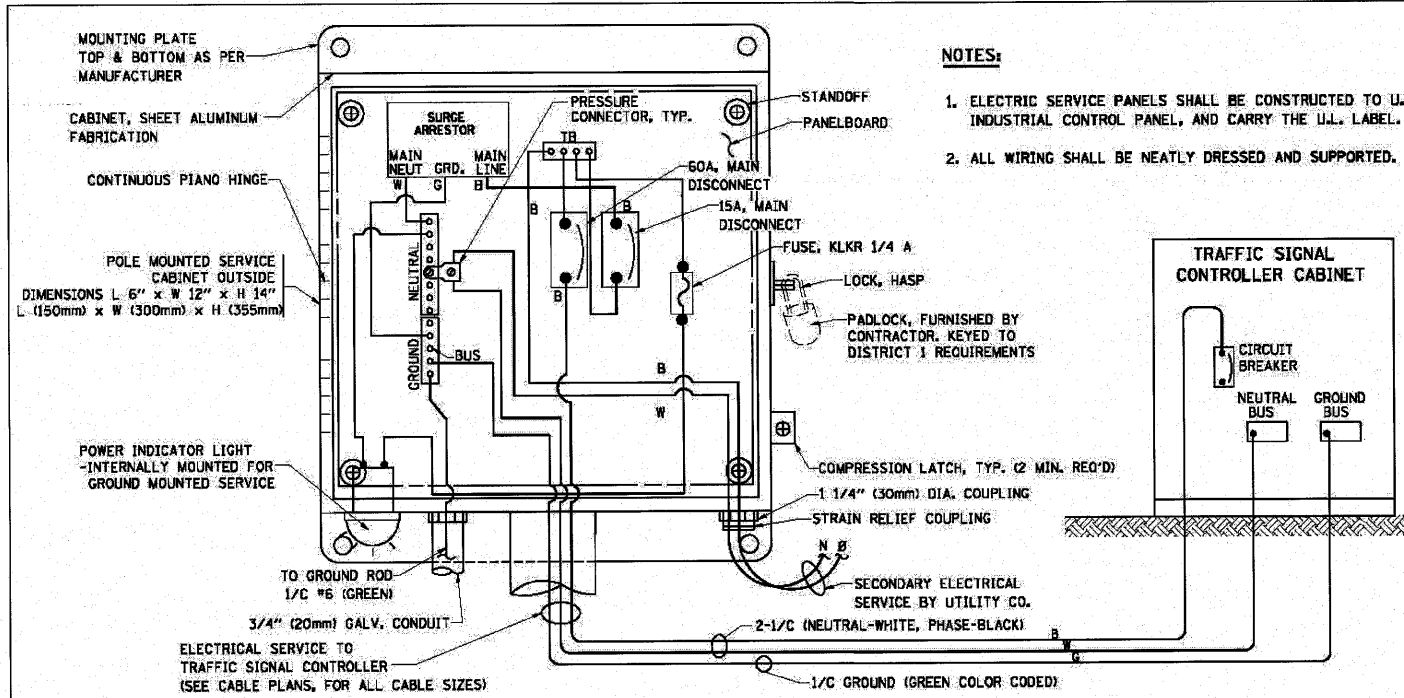 MOUNTING PLATE
TOP & BOTTOM AS PER
MANUFACTURER
CABINET, SHEET ALUMINUM
FABRICATION
CONTINUOUS PIANO HINGE
POLE MOUNTED SERVICE
CABINET OUTSIDE
DIMENSIONS L 6" x W 12" x H 14"
L (150mm) x W (300mm) x H (355mm)
POWER INDICATOR LIGHT
-INTERNALLY MOUNTED FOR
GROUND MOUNTED SERVICE
TO GROUND ROD
1/C #6 (GREEN)
3/4" (20mm) GALV. CONDUIT
ELECTRICAL SERVICE TO
TRAFFIC SIGNAL CONTROLLER
(SEE CABLE PLANS, FOR ALL CABLE SIZES)
SURGE
ARRESTOR
MAIN
NEUT
GRD.
MAIN
LINE
W
G
B
PRESSURE
CONNECTOR, TYP.
TB
NEUTRAL
GROUND
BUS
B
B
B
B
W
STANDOFF
PANELBOARD
60A, MAIN
DISCONNECT
15A, MAIN
DISCONNECT
FUSE, KLKR 1/4 A
LOCK, HASP
PADLOCK, FURNISHED BY
CONTRACTOR. KEYED TO
DISTRICT 1 REQUIREMENTS
COMPRESSION LATCH, TYP. (2 MIN. REQ'D)
1 1/4" (30mm) DIA. COUPLING
STRAIN RELIEF COUPLING
N Ø
SECONDARY ELECTRICAL
SERVICE BY UTILITY CO.
2-1/C (NEUTRAL-WHITE, PHASE-BLACK)
B
W
G
1/C GROUND (GREEN COLOR CODED)
NOTES:
1. ELECTRIC SERVICE PANELS SHALL BE CONSTRUCTED TO U.
INDUSTRIAL CONTROL PANEL, AND CARRY THE U.L. LABEL.
2. ALL WIRING SHALL BE NEATLY DRESSED AND SUPPORTED.
TRAFFIC SIGNAL
CONTROLLER CABINET
CIRCUIT
BREAKER
NEUTRAL
BUS
GROUND
BUS